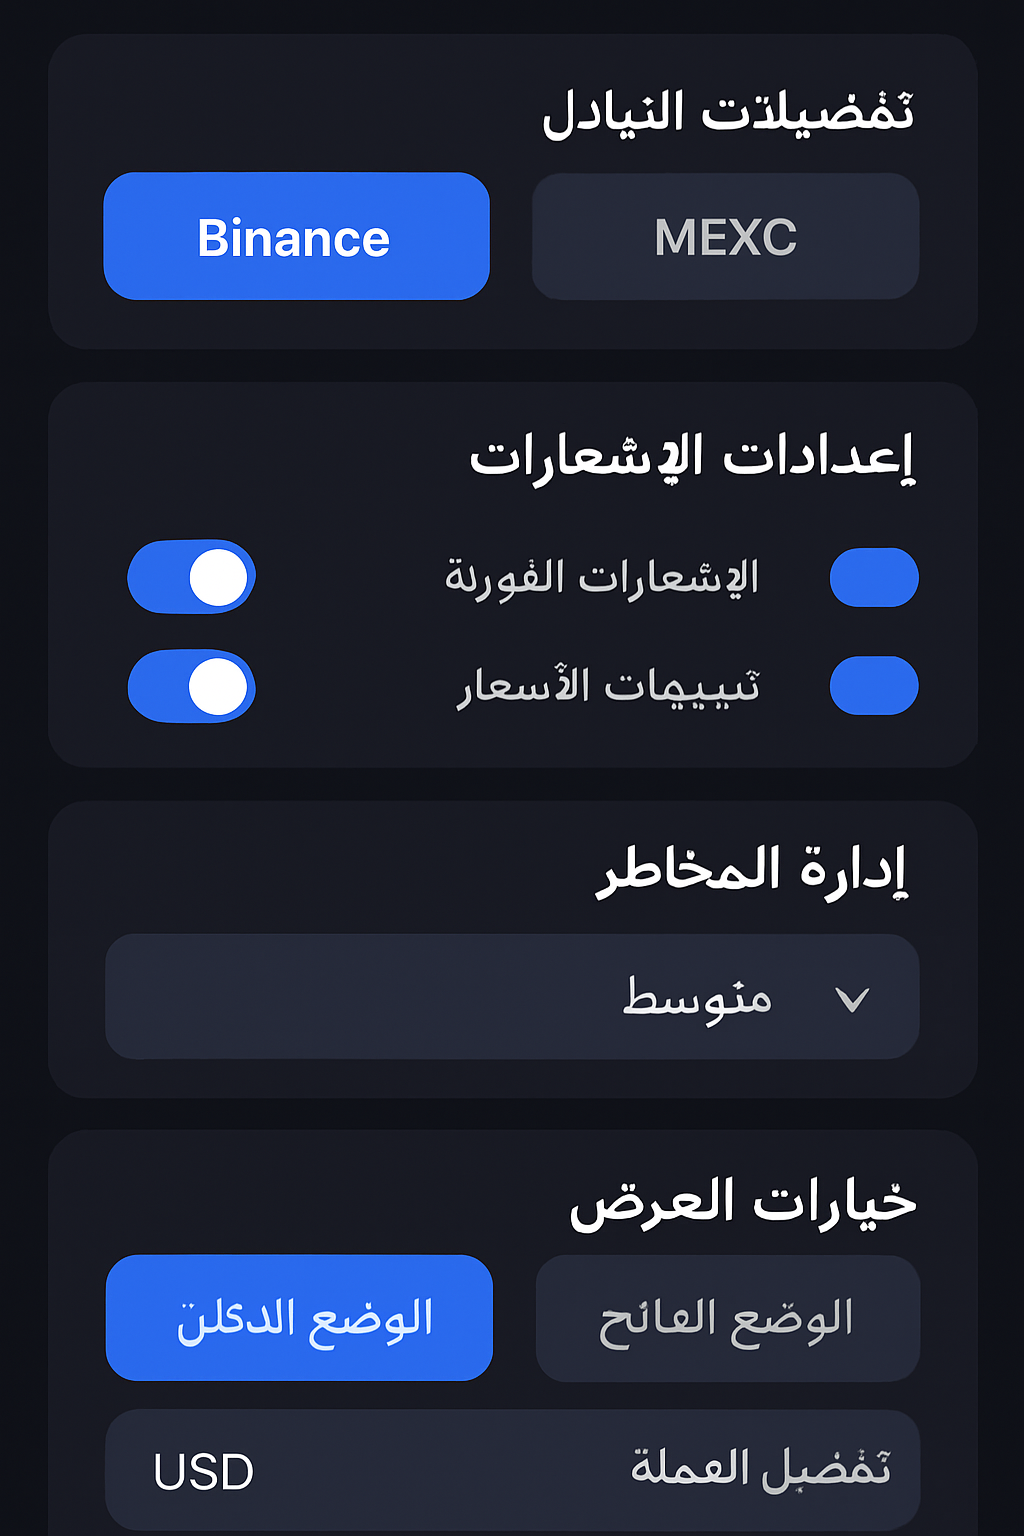 تفضيلات التبادل
MEXC Binance
إعدادات الإشعارات
الإشعارات الفورية
تنبيهات الأسعار
إدارة المخاطر
متوسط
خيارات العرض
الوضع الفاتح الوضع الدكلن
تفضيل العملة USD